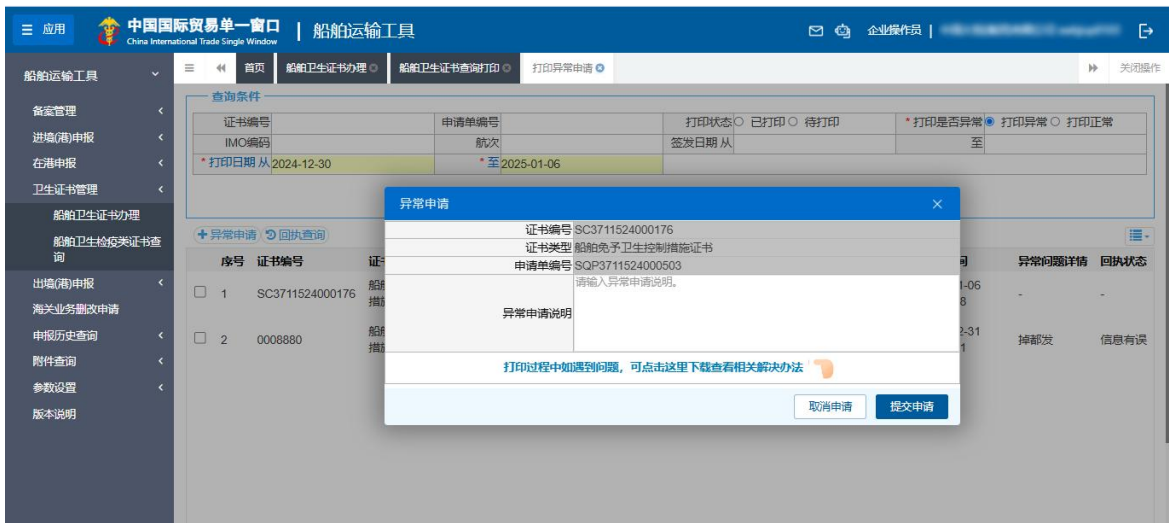 应用
中国国际贸易单一窗口 | 船舶运输工具
China International Trade Single Window
企业操作员 |
船舶运输工具
首页 船舶卫生证书办理 船舶卫生证书查询打印 打印异常申请
关闭操作
备案管理
进境(港)申报
在港申报
卫生证书管理
船舶卫生证书办理
船舶卫生检疫类证书查询
出境(港)申报
海关业务删改申请
申报历史查询
附件查询
参数设置
版本说明
查询条件
证书编号 申请单编号 打印状态 已打印 待打印 *打印是否异常 打印异常 打印正常
IMO编码 航次 签发日期 从 至
*打印日期 从 2024-12-30 *至 2025-01-06
异常申请 回执查询
序号 证书编号 异常问题详情 回执状态
1 SC3711524000176 - -
2 0008880 掉都发 信息有误
异常申请
证书编号 SC3711524000176
证书类型 船舶免予卫生控制措施证书
申请单编号 SQP3711524000503
异常申请说明 请输入异常申请说明。
打印过程中如遇到问题，可点击这里下载查看相关解决办法
取消申请 提交申请